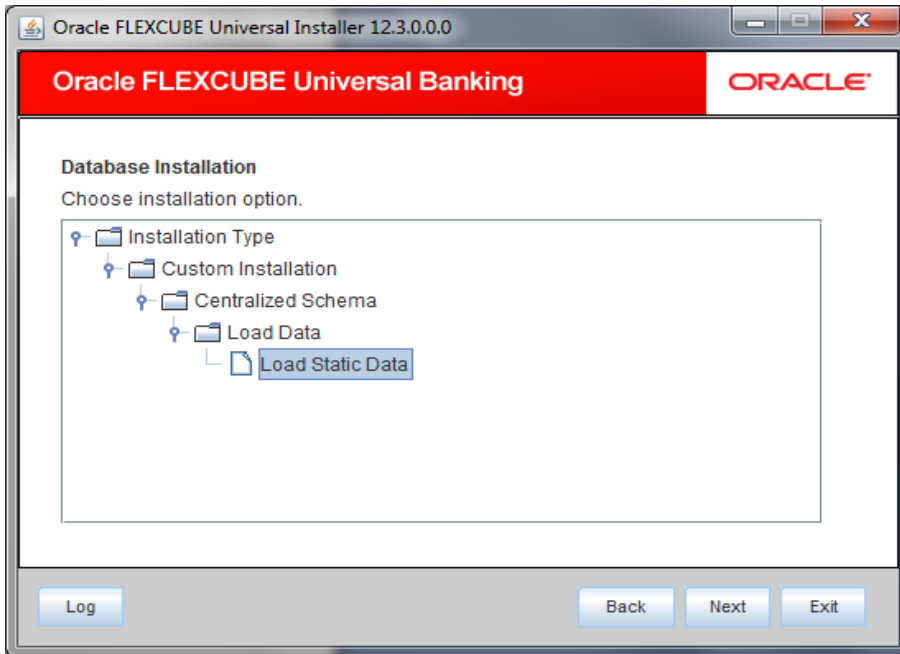 Oracle FLEXCUBE Universal Installer 12.3.0.0.0
Oracle FLEXCUBE Universal Banking
ORACLE
Database Installation
Choose installation option.
Installation Type
Custom Installation
Centralized Schema
Load Data
Load Static Data
Log Back Next Exit